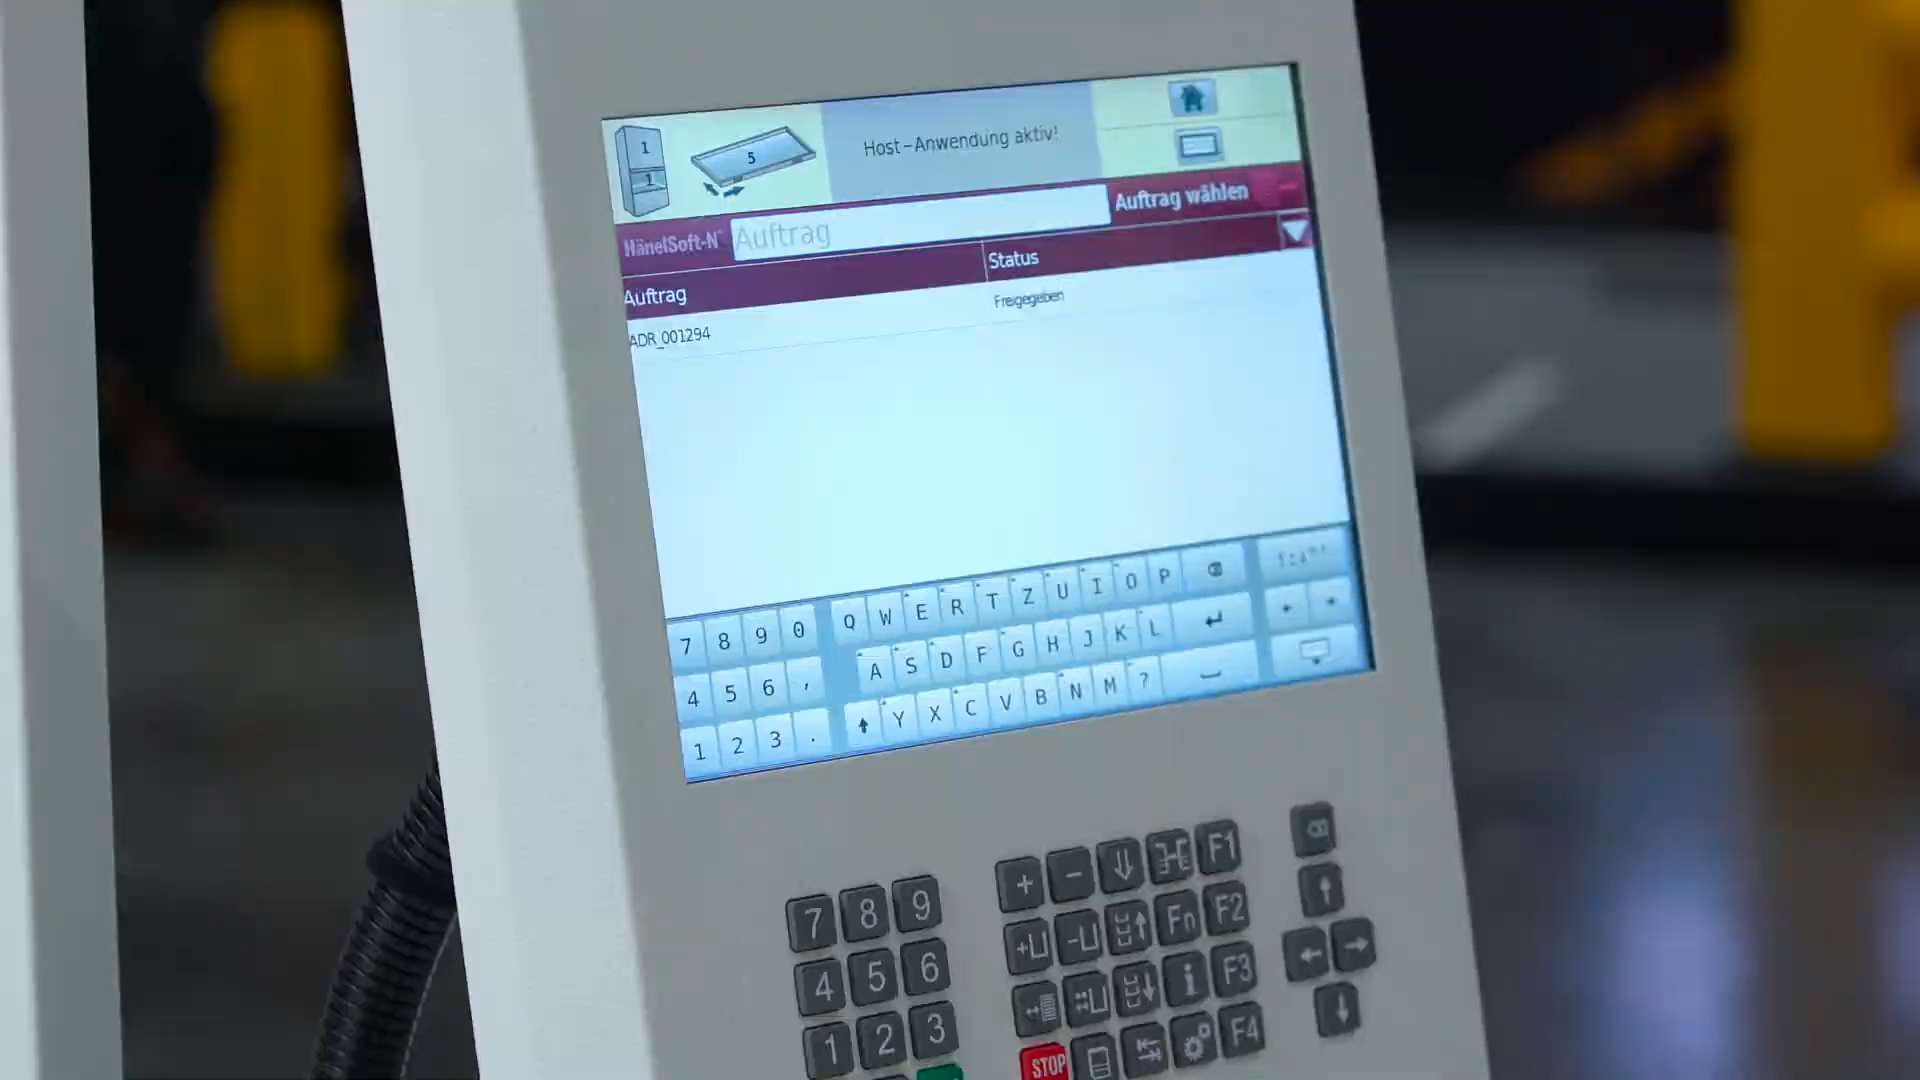 1
1
5
Host-Anwendung aktiv!
HänelSoft-N
Auftrag
Auftrag wählen
Auftrag
Status
ADR_001294
Freigegeben
7 8 9 0 Q W E R T Z U I O P
4 5 6 , A S D F G H J K L
1 2 3 . Y X C V B N M ?
7 8 9 + - F1
4 5 6 +U -U Fn F2
1 2 3 i F3
STOP F4